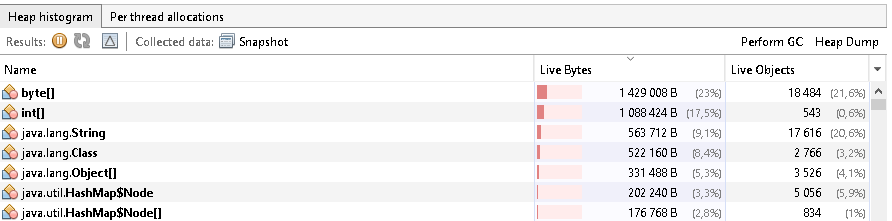 Heap histogram Per thread allocations
Results: Collected data: Snapshot Perform GC Heap Dump
Name Live Bytes Live Objects
byte[] 1 429 008 B (23%) 18 484 (21,6%)
int[] 1 088 424 B (17,5%) 543 (0,6%)
java.lang.String 563 712 B (9,1%) 17 616 (20,6%)
java.lang.Class 522 160 B (8,4%) 2 766 (3,2%)
java.lang.Object[] 331 488 B (5,3%) 3 526 (4,1%)
java.util.HashMap$Node 202 240 B (3,3%) 5 056 (5,9%)
java.util.HashMap$Node[] 176 768 B (2,8%) 834 (1%)